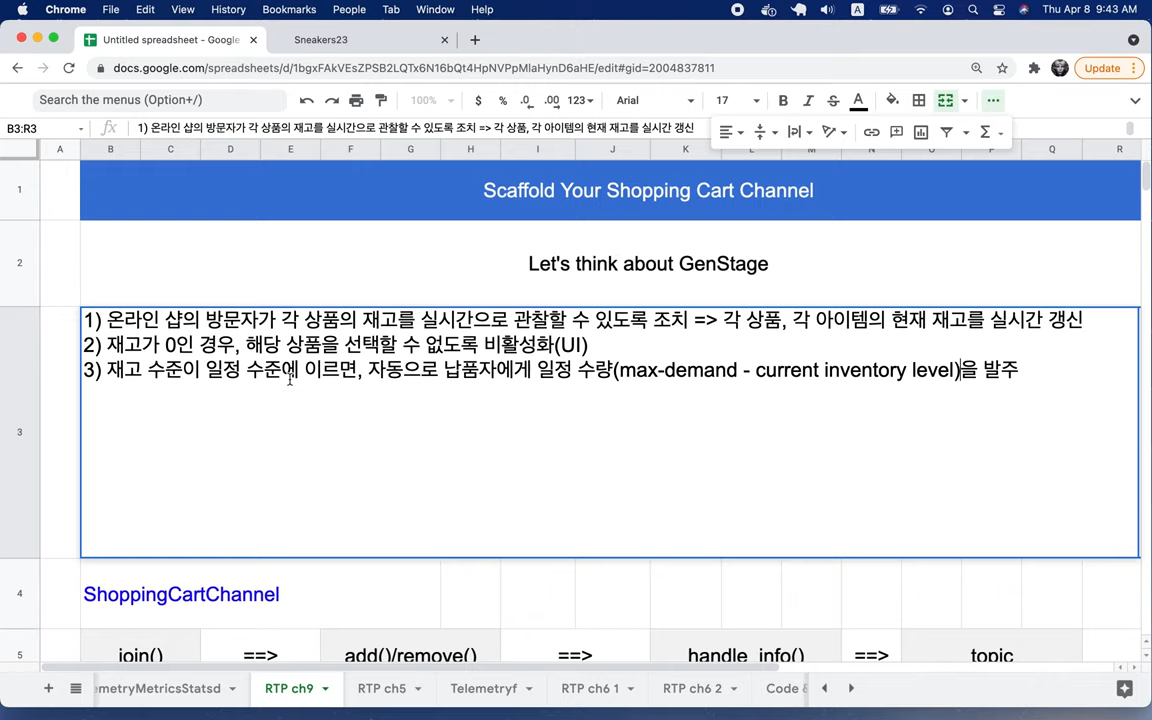 Chrome File Edit View History Bookmarks People Tab Window Help A Thu Apr 8 9:43 AM
Untitled spreadsheet - Google Sneakers23
docs.google.com/spreadsheets/d/1bgxFAkVEsZPSB2LQTx6N16bQt4HpNVPpMlaHynD6aHE/edit#gid=2004837811 Update
Search the menus (Option+/) 100% $ % .0 .00 123 Arial 17 B I S A
B3:R3 fx 1) 온라인 샵의 방문자가 각 상품의 재고를 실시간으로 관찰할 수 있도록 조치 => 각 상품, 각 아이템의 현재 재고를 실시간 갱신
A B C D E F G H I J K L M N O P Q R
1 Scaffold Your Shopping Cart Channel
2 Let's think about GenStage
1) 온라인 샵의 방문자가 각 상품의 재고를 실시간으로 관찰할 수 있도록 조치 => 각 상품, 각 아이템의 현재 재고를 실시간 갱신
2) 재고가 0인 경우, 해당 상품을 선택할 수 없도록 비활성화(UI)
3) 재고 수준이 일정 수준에 이르면, 자동으로 납품자에게 일정 수량(max-demand - current inventory level)을 발주
3
4 ShoppingCartChannel
5 join() ==> add()/remove() ==> handle_info() ==> topic
emetryMetricsStatsd RTP ch9 RTP ch5 Telemetryf RTP ch6 1 RTP ch6 2 Code